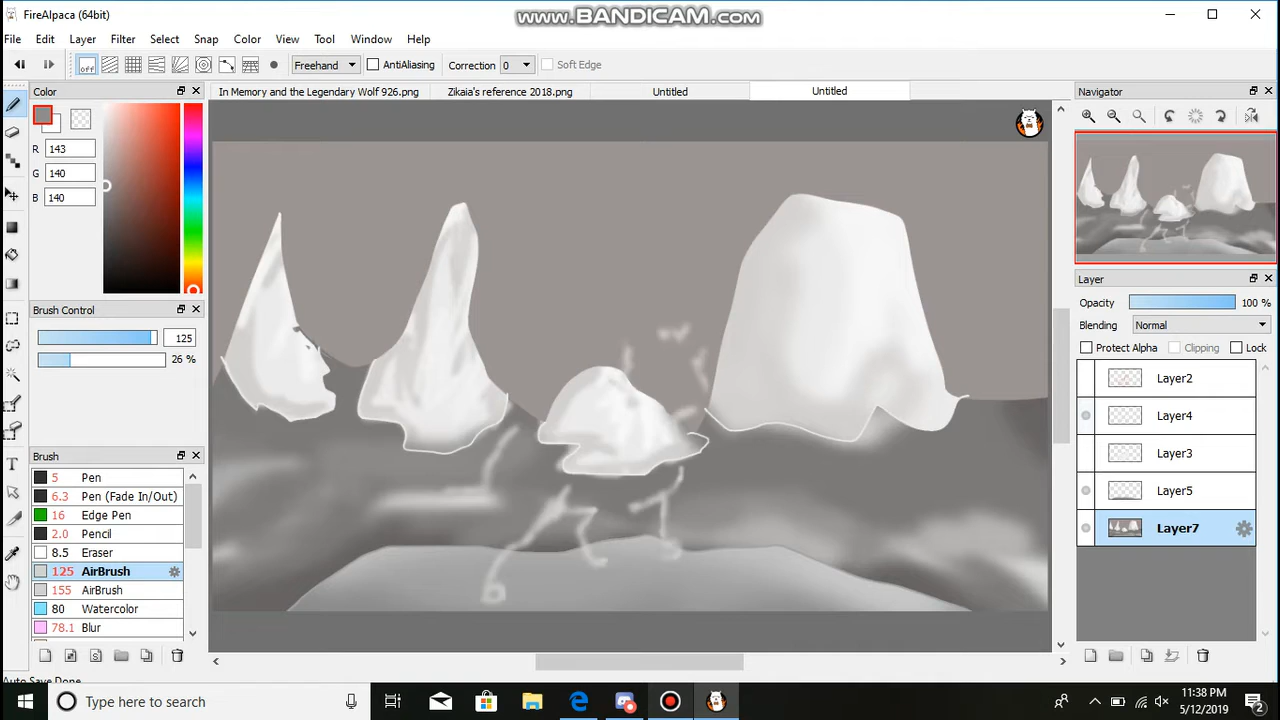 FireAlpaca (64bit)
www.BANDICAM.com
File Edit Layer Filter Select Snap Color View Tool Window Help
off Freehand AntiAliasing Correction 0 Soft Edge
Color
In Memory and the Legendary Wolf 926.png Zikaia's reference 2018.png Untitled Untitled
Navigator
R 143
G 140
B 140
Brush Control
125
26 %
Layer
Opacity 100 %
Blending Normal
Protect Alpha Clipping Lock
Layer2
Layer4
Layer3
Layer5
Layer7
Brush
5 Pen
6.3 Pen (Fade In/Out)
16 Edge Pen
2.0 Pencil
8.5 Eraser
125 AirBrush
155 AirBrush
80 Watercolor
78.1 Blur
Auto Save Done.
Type here to search
11:38 PM
5/12/2019
2